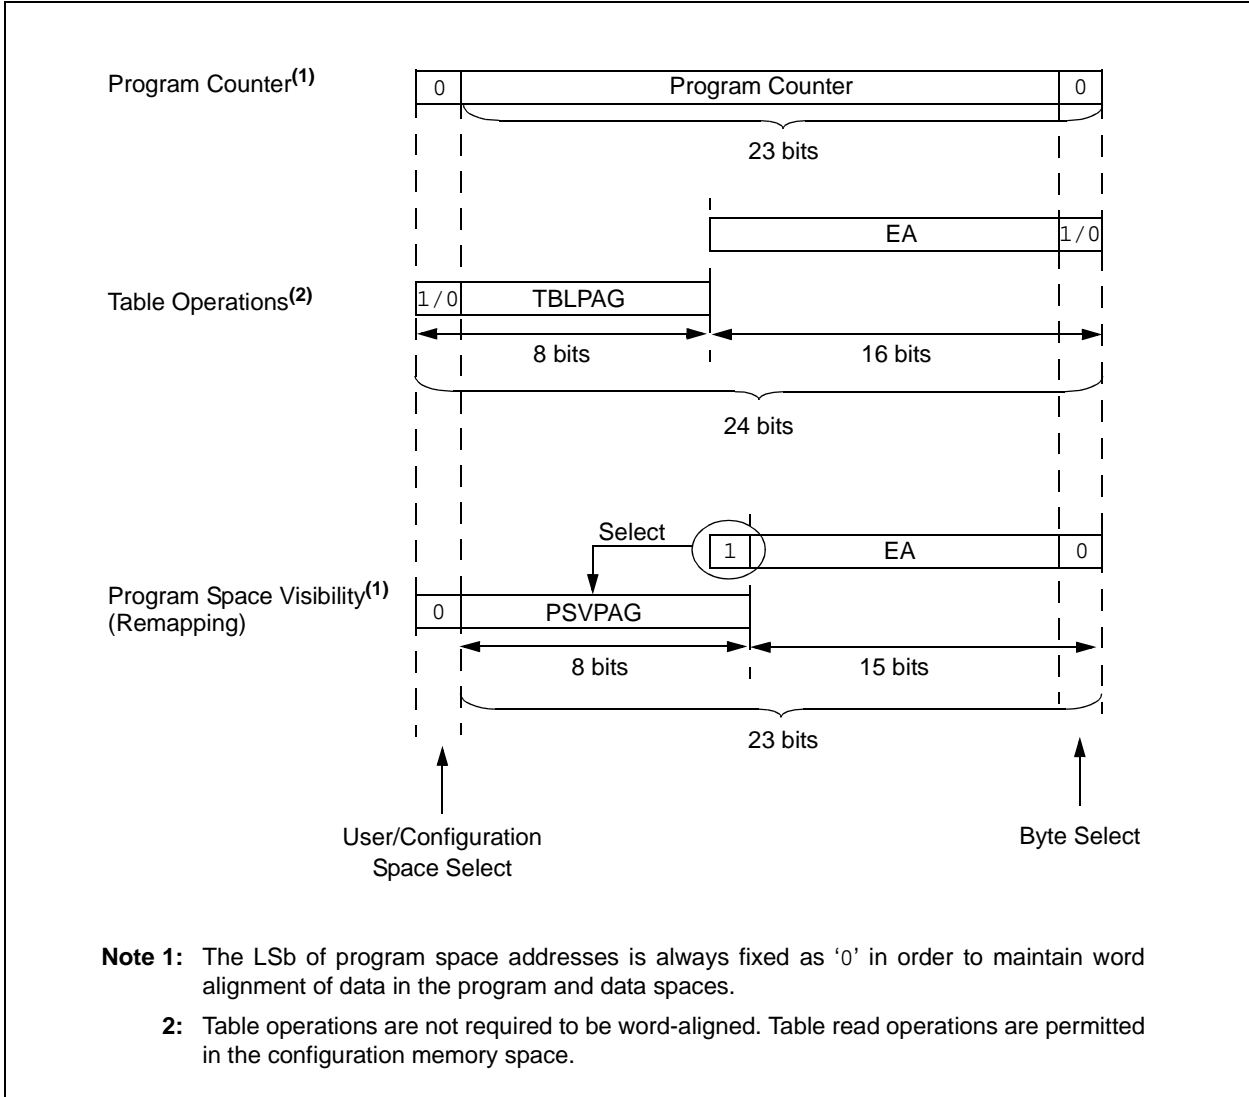 Program Counter(1)
0 Program Counter 0
23 bits
EA 1/0
Table Operations(2)
1/0 TBLPAG
8 bits 16 bits
24 bits
Select
1 EA 0
Program Space Visibility(1)
(Remapping)
0 PSVPAG
8 bits 15 bits
23 bits
User/Configuration
Space Select
Byte Select
Note 1: The LSb of program space addresses is always fixed as ‘0’ in order to maintain word
alignment of data in the program and data spaces.
2: Table operations are not required to be word-aligned. Table read operations are permitted
in the configuration memory space.